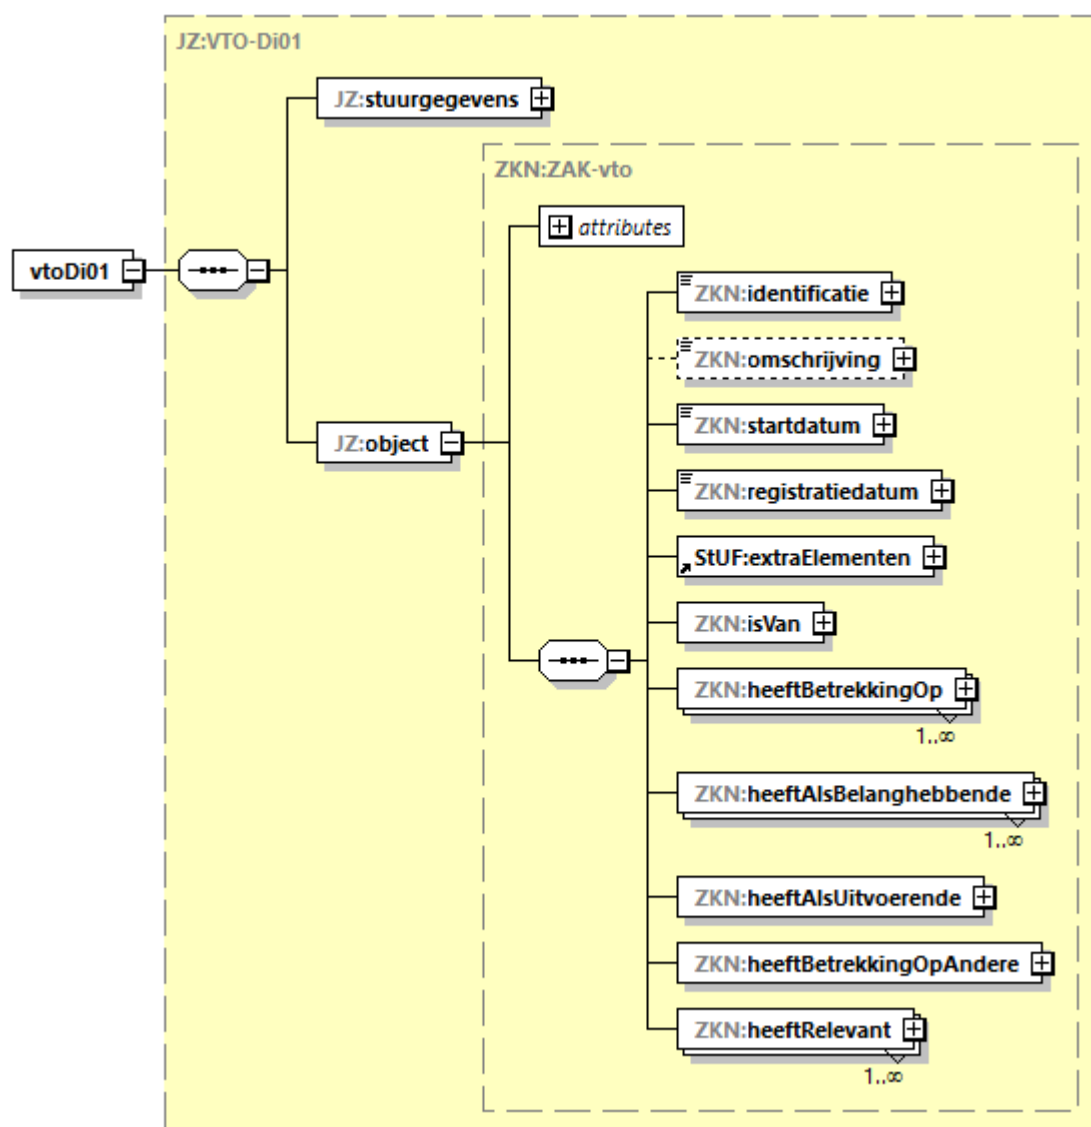 JZ:VTO-Di01
JZ:stuurgegevens
ZKN:ZAK-vto
attributes
vtoDi01
ZKN:identificatie
ZKN:omschrijving
ZKN:startdatum
JZ:object
ZKN:registratiedatum
StUF:extraElementen
ZKN:isVan
ZKN:heeftBetrekkingOp
1..∞
ZKN:heeftAlsBelanghebbende
1..∞
ZKN:heeftAlsUitvoerende
ZKN:heeftBetrekkingOpAndere
ZKN:heeftRelevant
1..∞